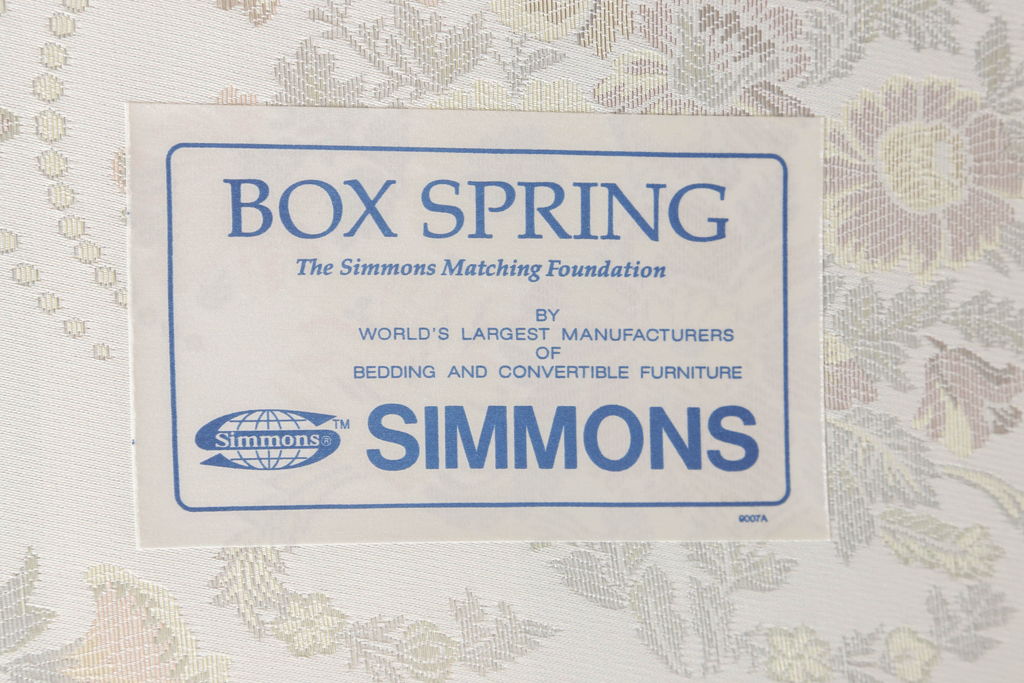 BOX SPRING
The Simmons Matching Foundation
BY
WORLD'S LARGEST MANUFACTURERS
OF
BEDDING AND CONVERTIBLE FURNITURE
Simmons® TM
SIMMONS
9007A